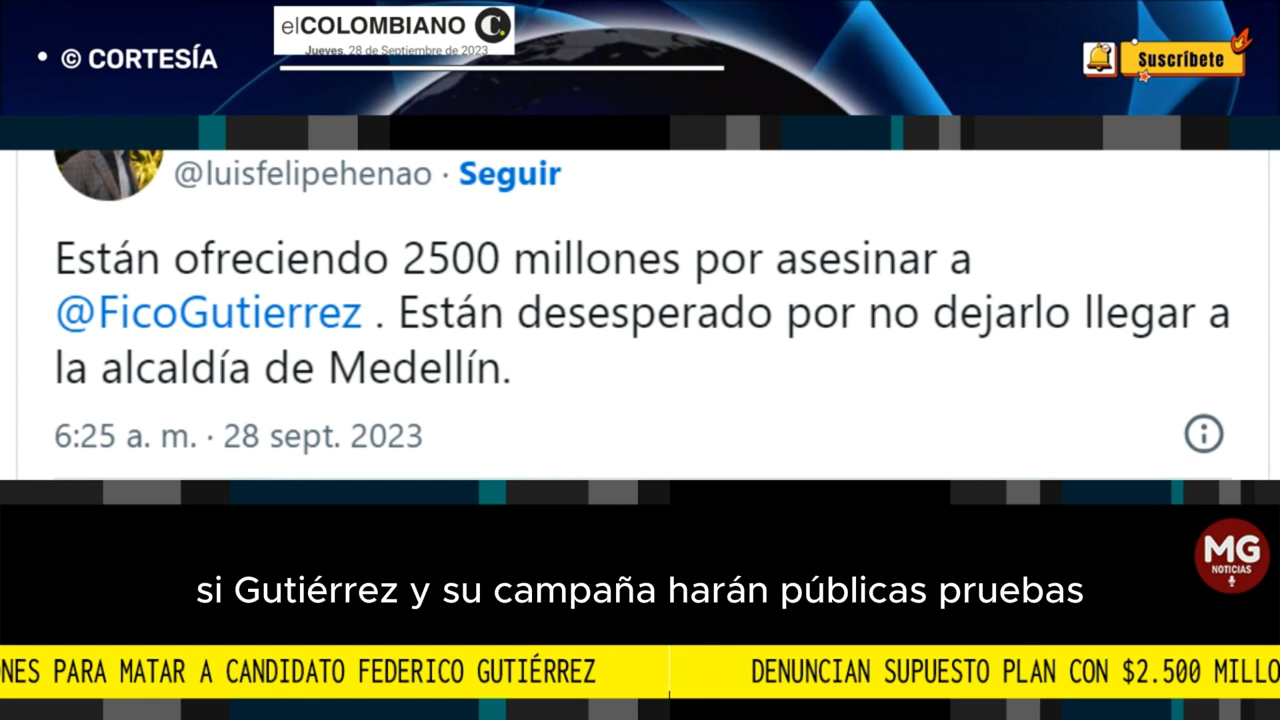 • © CORTESÍA
elCOLOMBIANO C.
Jueves, 28 de Septiembre de 2023
Suscríbete
@luisfelipehenao · Seguir
Están ofreciendo 2500 millones por asesinar a
@FicoGutierrez . Están desesperado por no dejarlo llegar a
la alcaldía de Medellín.
6:25 a. m. · 28 sept. 2023
MG
NOTICIAS
si Gutiérrez y su campaña harán públicas pruebas
NES PARA MATAR A CANDIDATO FEDERICO GUTIÉRREZ
DENUNCIAN SUPUESTO PLAN CON $2.500 MILLO